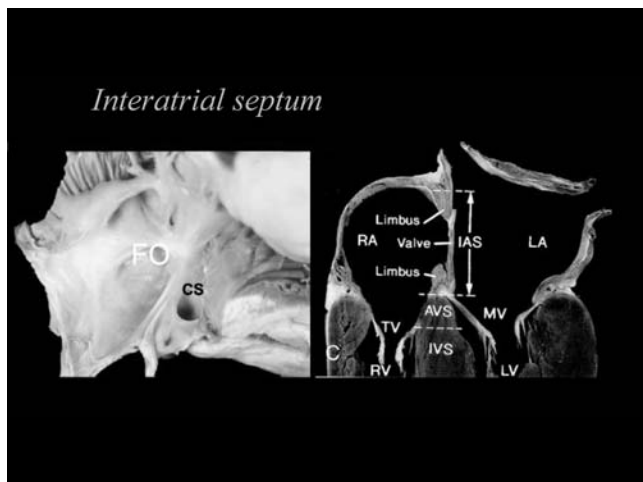 Interatrial septum
FO
CS
Limbus
RA
Valve
IAS
LA
Limbus
AVS
MV
TV
C
IVS
RV
LV